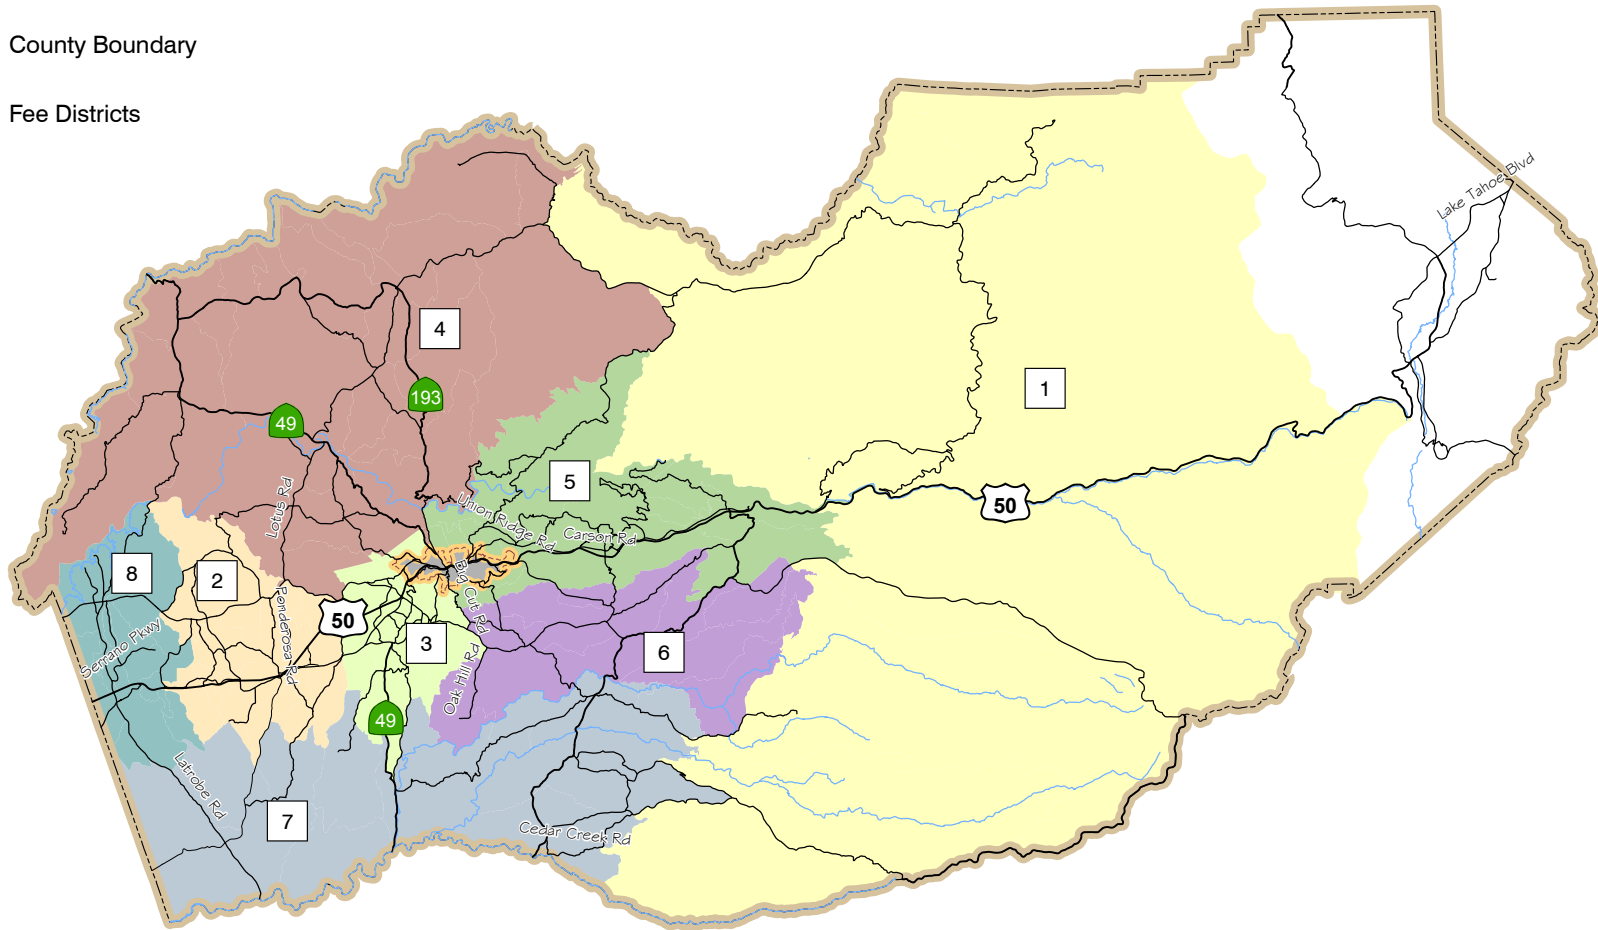 County Boundary
Fee Districts
Lake Tahoe Blvd
4
1
193
49
5
Lotus Rd
Union Ridge Rd
50
Carson Rd
8
2
Big Cut Rd
Ponderosa Rd
50
3
Serrano Pkwy
6
Oak Hill Rd
49
Latrobe Rd
7
Cedar Creek Rd